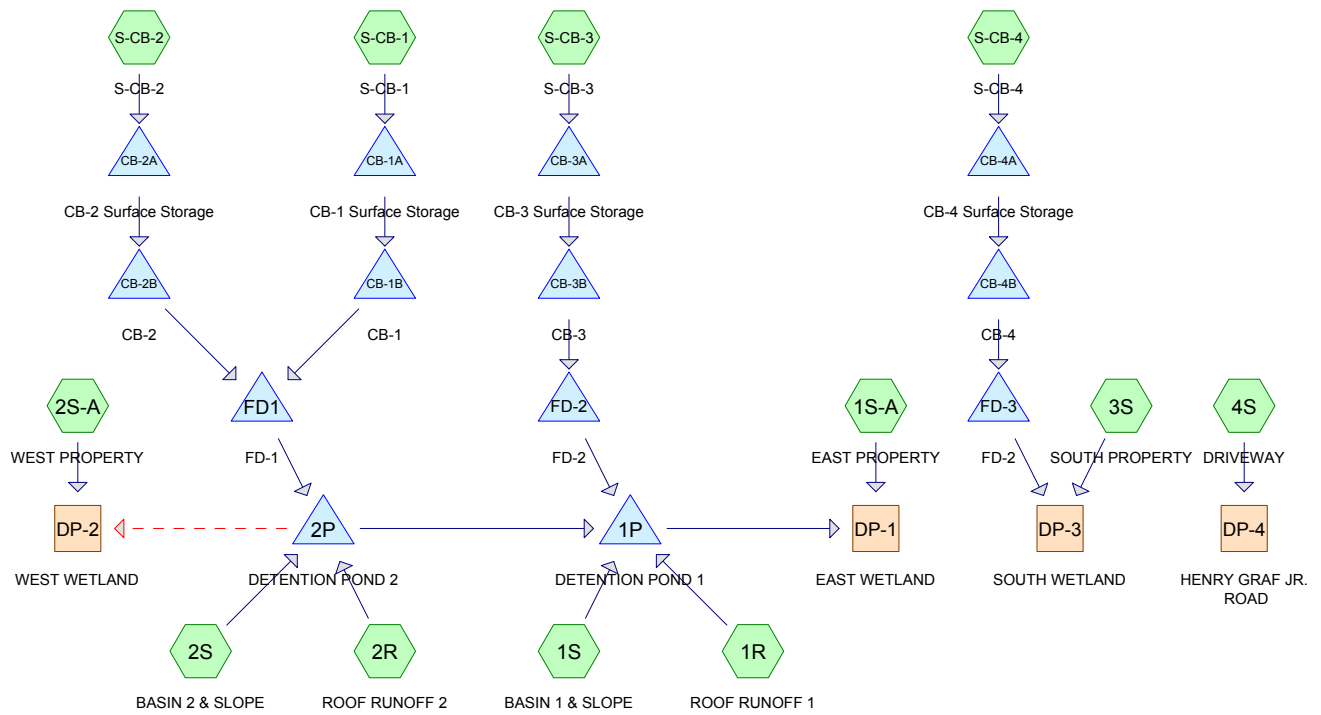 S-CB-2
S-CB-1
S-CB-3
S-CB-4
S-CB-2
S-CB-1
S-CB-3
S-CB-4
CB-2A
CB-1A
CB-3A
CB-4A
CB-2 Surface Storage
CB-1 Surface Storage
CB-3 Surface Storage
CB-4 Surface Storage
CB-2B
CB-1B
CB-3B
CB-4B
CB-2
CB-1
CB-3
CB-4
2S-A
FD1
FD-2
1S-A
FD-3
3S
4S
WEST PROPERTY
FD-1
FD-2
EAST PROPERTY
FD-2
SOUTH PROPERTY
DRIVEWAY
DP-2
2P
1P
DP-1
DP-3
DP-4
WEST WETLAND
DETENTION POND 2
DETENTION POND 1
EAST WETLAND
SOUTH WETLAND
HENRY GRAF JR.
ROAD
2S
2R
1S
1R
BASIN 2 & SLOPE
ROOF RUNOFF 2
BASIN 1 & SLOPE
ROOF RUNOFF 1